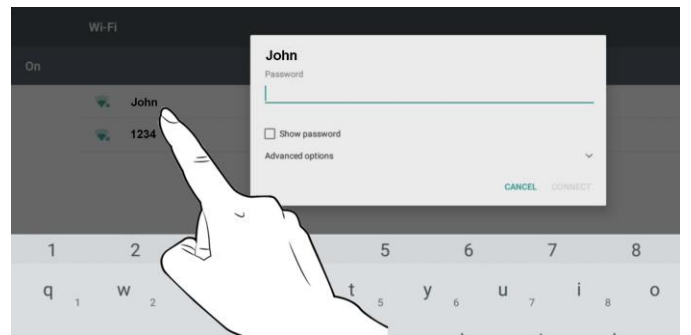 Wi-Fi
On
John
1234
John
Password
Show password
Advanced options
CANCEL CONNECT
1 2 5 6 7 8
q 1 w 2 t 5 y 6 u 7 i 8 o